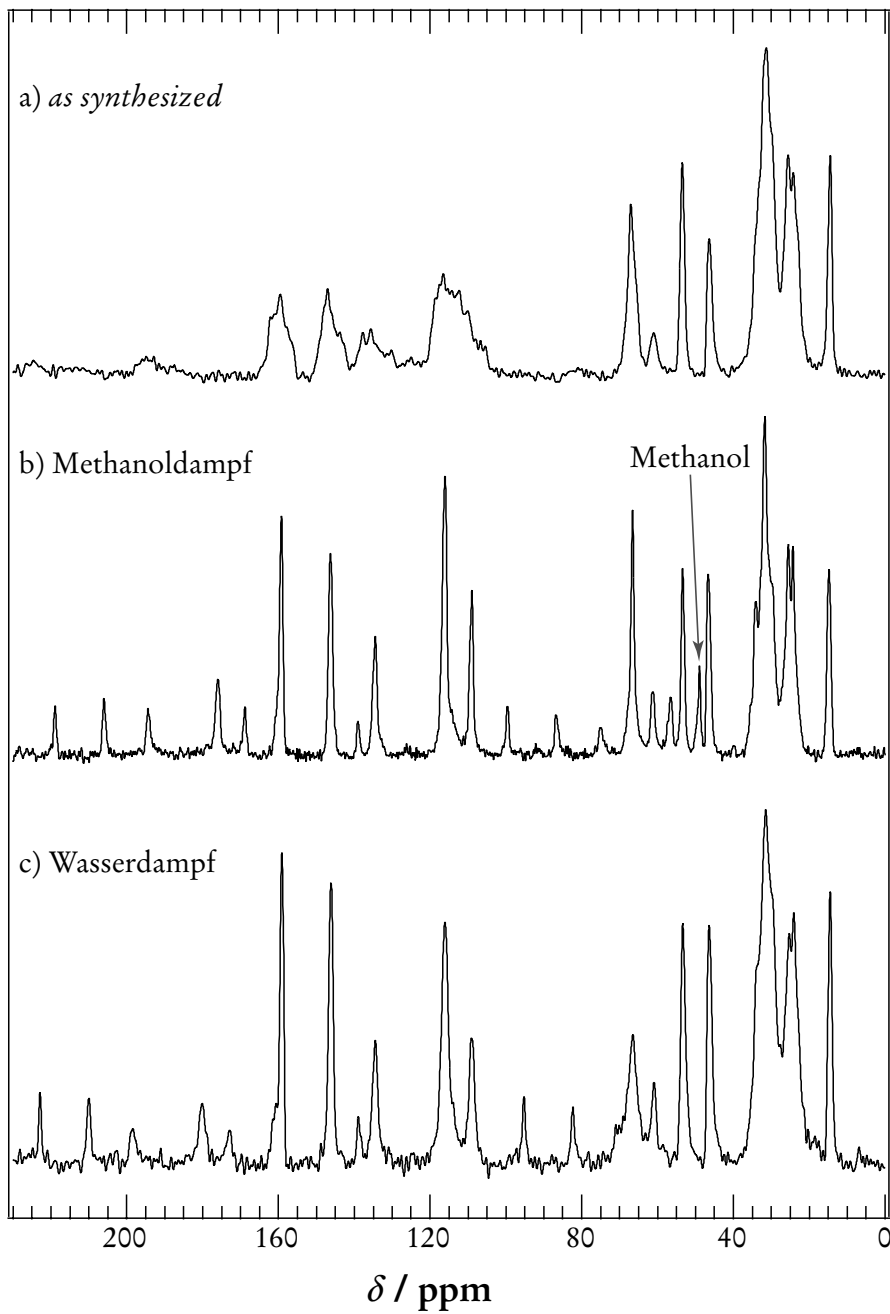 a) as synthesized
b) Methanoldampf
Methanol
c) Wasserdampf
200 160 120 80 40 0
δ / ppm